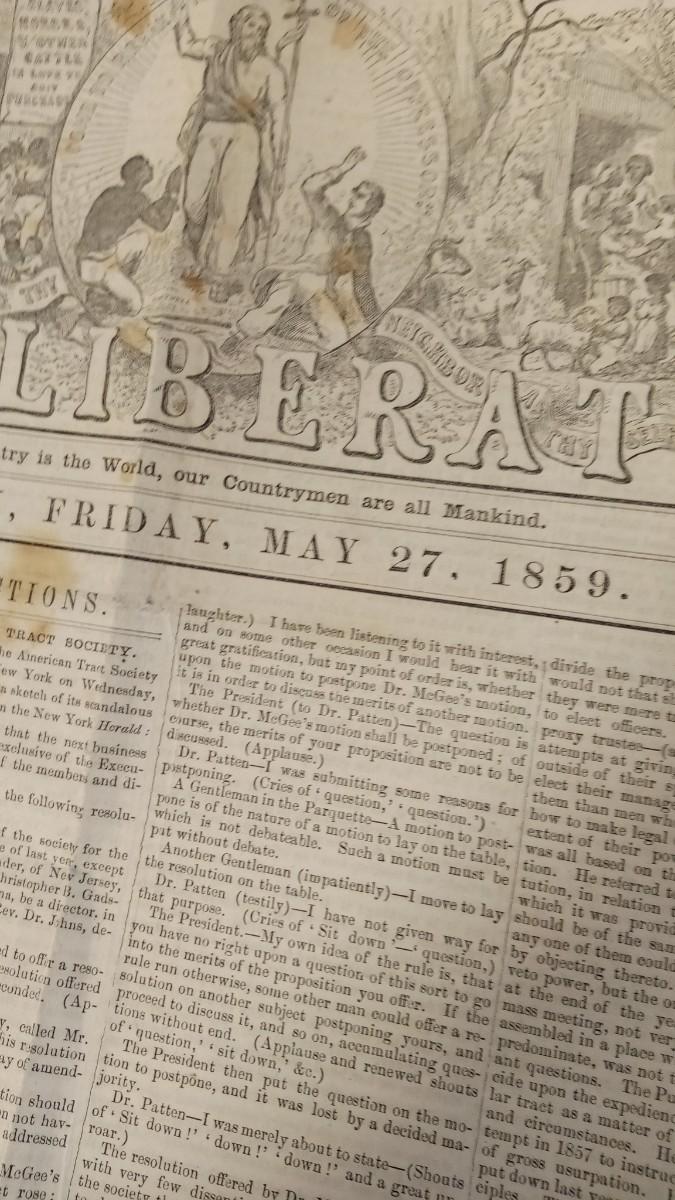 SLAVES,
HORSES,
& OTHER
CATTLE
OPPRESSOR
THY
NEIGHBOR
THY SELF
LIBERAT
try is the World, our Countrymen are all Mankind.
FRIDAY, MAY 27, 1859.
TIONS.
TRACT SOCIETY.
he American Tract Society
ew York on Wednesday,
a sketch of its scandalous
n the New York Herald :
that the next business
exclusive of the Execu-
f the members and di-
the following resolu-
f the society for the
e of last year, except
der, of New Jersey,
hristopher B. Gads-
na, be a director in
ev. Dr. Johns, de-
ed to offer a reso-
esolution offered
econded. (Ap-
y, called Mr.
his resolution
ay of amend-
tion should
n not hav-
addressed
McGee's
t rose:
laughter.) I have been listening to it with interest,
and on some other occasion I would hear it with
great gratification, but my point of order is, whether
upon the motion to postpone Dr. McGee's motion,
it is in order to discuss the merits of another motion.
The President (to Dr. Patten)—The question is
whether Dr. McGee's motion shall be postponed ; of
course, the merits of your proposition are not to be
discussed. (Applause.)
Dr. Patten—I was submitting some reasons for
postponing. (Cries of ' question,' ' question.')
A Gentleman in the Parquette—A motion to post-
pone is of the nature of a motion to lay on the table,
which is not debateable. Such a motion must be
put without debate.
Another Gentleman (impatiently)—I move to lay
the resolution on the table.
Dr. Patten (testily)—I have not given way for
that purpose. (Cries of ' Sit down '—' question,)
The President.—My own idea of the rule is, that
you have no right upon a question of this sort to go
into the merits of the proposition you offer. If the
rule run otherwise, some other man could offer a re-
solution on another subject postponing yours, and
proceed to discuss it, and so on, accumulating ques-
tions without end. (Applause and renewed shouts
of ' question,' ' sit down,' &c.)
The President then put the question on the mo-
tion to postpone, and it was lost by a decided ma-
jority.
Dr. Patten—I was merely about to state—(Shouts
of ' Sit down !' ' down !' ' down !' and a great up-
roar.)
The resolution offered by Dr.
with very few
the society
divide the prop
would not that s
they were mere t
to elect officers.
proxy trustee—(a
attempts at givin
outside of their s
elect their manag
them than men wh
how to make legal
extent of their po
was all based on th
tion. He referred t
tution, in relation t
which it was provid
should be of the sam
any one of them could
by objecting thereto.
veto power, but the o
at the end of the ye
mass meeting, not ver
assembled in a place w
predominate, was not t
ant questions. The Pu
cide upon the expedienc
lar tract as a matter of
and circumstances. He
tempt in 1857 to instruc
of gross usurpation.
put down last
ciples